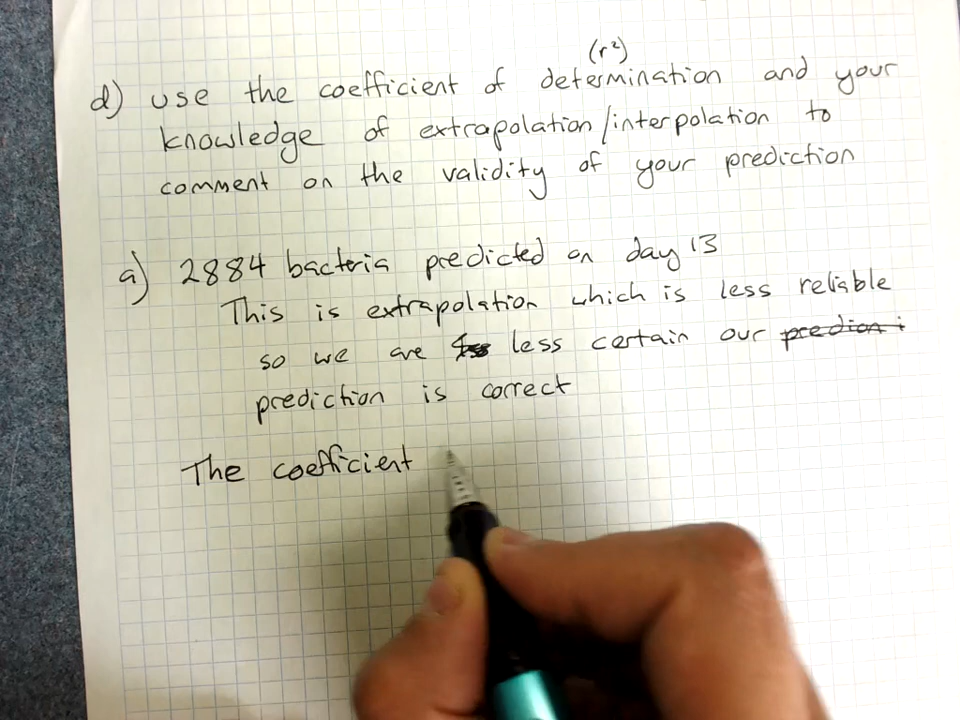 (r²)
d) use the coefficient of determination and your
knowledge of extrapolation/interpolation to
comment on the validity of your prediction
a) 2884 bacteria predicted on day 13
This is extrapolation which is less reliable
so we are less certain our
prediction is correct
The coefficient